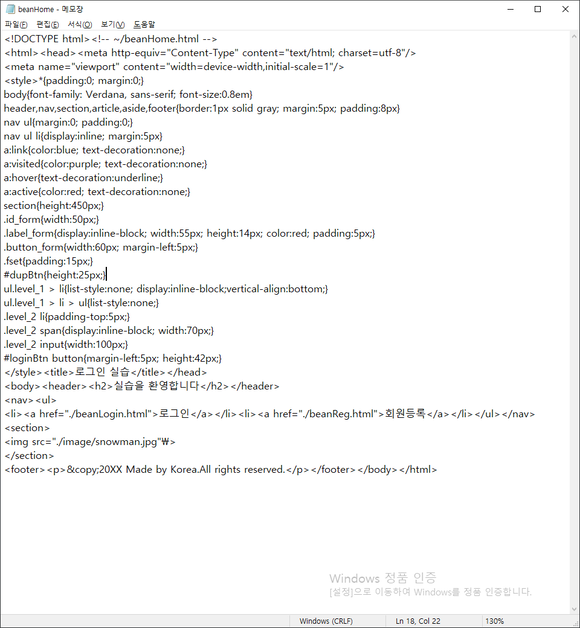 beanHome - 메모장
파일(F) 편집(E) 서식(O) 보기(V) 도움말
<!DOCTYPE html><!-- ~/beanHome.html -->
<html><head><meta http-equiv="Content-Type" content="text/html; charset=utf-8"/>
<meta name="viewport" content="width=device-width,initial-scale=1"/>
<style>*{padding:0; margin:0;}
body{font-family: Verdana, sans-serif; font-size:0.8em}
header,nav,section,article,aside,footer{border:1px solid gray; margin:5px; padding:8px}
nav ul{margin:0; padding:0;}
nav ul li{display:inline; margin:5px}
a:link{color:blue; text-decoration:none;}
a:visited{color:purple; text-decoration:none;}
a:hover{text-decoration:underline;}
a:active{color:red; text-decoration:none;}
section{height:450px;}
.id_form{width:50px;}
.label_form{display:inline-block; width:55px; height:14px; color:red; padding:5px;}
.button_form{width:60px; margin-left:5px;}
.fset{padding:15px;}
#dupBtn{height:25px;}
ul.level_1 > li{list-style:none; display:inline-block;vertical-align:bottom;}
ul.level_1 > li > ul{list-style:none;}
.level_2 li{padding-top:5px;}
.level_2 span{display:inline-block; width:70px;}
.level_2 input{width:100px;}
#loginBtn button{margin-left:5px; height:42px;}
</style><title>로그인 실습</title></head>
<body><header><h2>실습을 환영합니다</h2></header>
<nav><ul>
<li><a href="./beanLogin.html">로그인</a></li><li><a href="./beanReg.html">회원등록</a></li></ul></nav>
<section>
<img src="./image/snowman.jpg"₩>
</section>
<footer><p>&copy;20XX Made by Korea.All rights reserved.</p></footer></body></html>
Windows 정품 인증
[설정]으로 이동하여 Windows를 정품 인증합니다.
Windows (CRLF) Ln 18, Col 22 130%